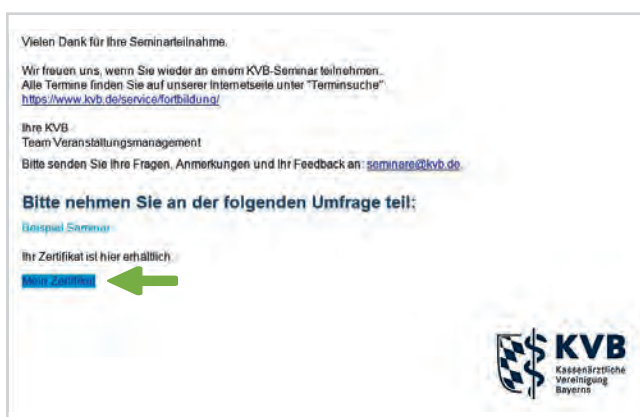 Vielen Dank für Ihre Seminarteilnahme.
Wir freuen uns, wenn Sie wieder an einem KVB-Seminar teilnehmen.
Alle Termine finden Sie auf unserer Internetseite unter "Terminsuche"
https://www.kvb.de/service/fortbildung/
Ihre KVB
Team Veranstaltungsmanagement
Bitte senden Sie Ihre Fragen, Anmerkungen und Ihr Feedback an: seminare@kvb.de.
Bitte nehmen Sie an der folgenden Umfrage teil:
Beispiel Seminar
Ihr Zertifikat ist hier erhältlich
Mein Zertifikat
KVB
Kassenärztliche
Vereinigung
Bayerns